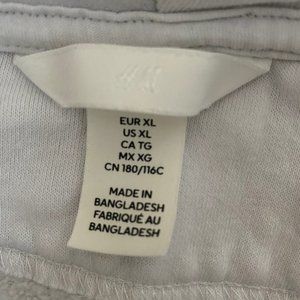 H&M
EUR XL
US XL
CA TG
MX XG
CN 180/116C
MADE IN
BANGLADESH
FABRIQUÉ AU
BANGLADESH